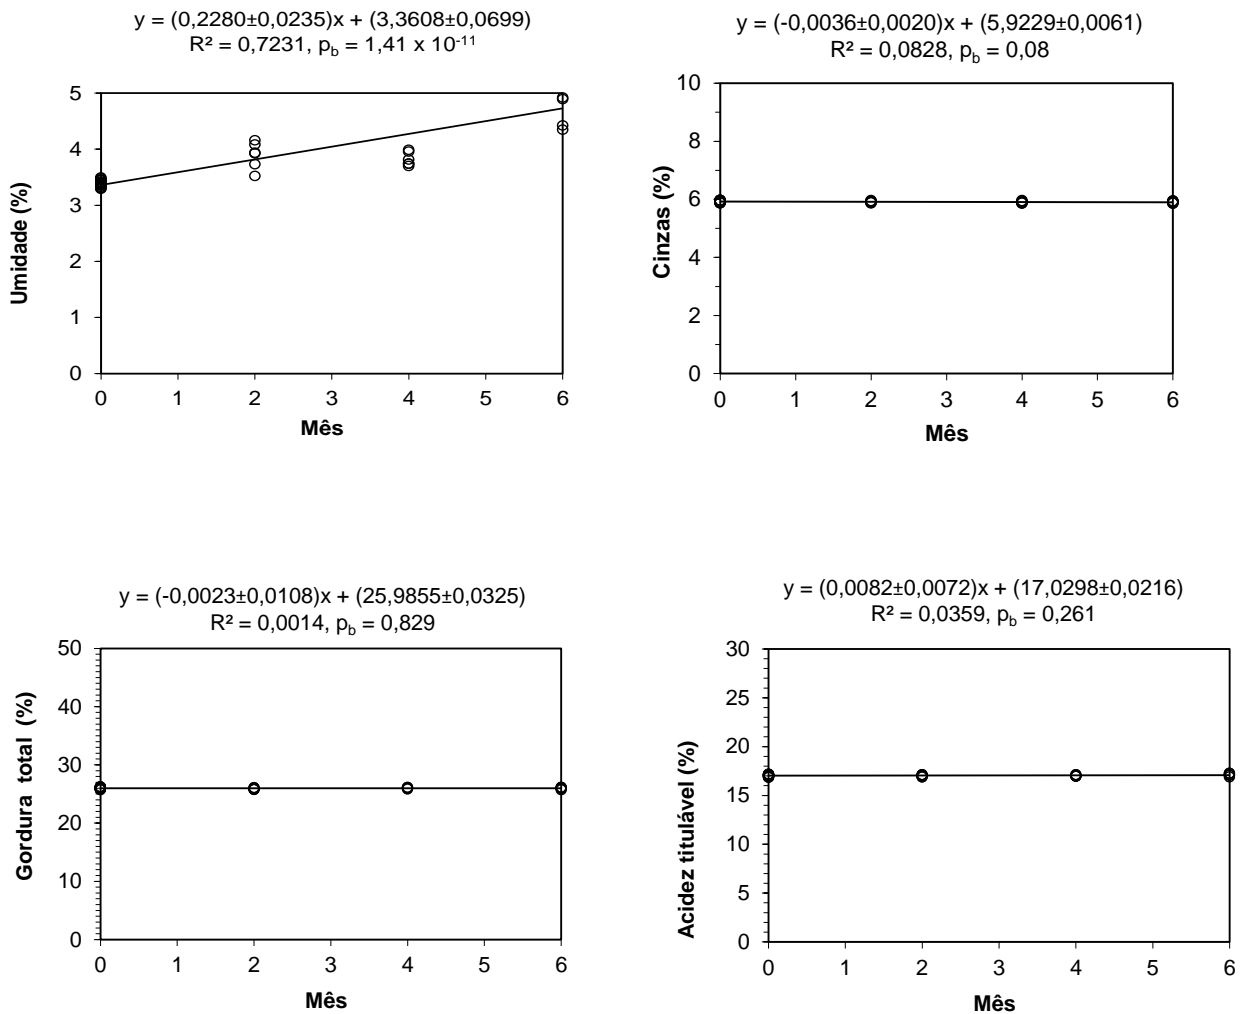 y = (0,2280±0,0235)x + (3,3608±0,0699)
R² = 0,7231, p_b = 1,41 x 10^-11
5
4
3
2
1
0
Umidade (%)
0 1 2 3 4 5 6
Mês
y = (-0,0036±0,0020)x + (5,9229±0,0061)
R² = 0,0828, p_b = 0,08
10
8
6
4
2
0
Cinzas (%)
0 1 2 3 4 5 6
Mês
y = (-0,0023±0,0108)x + (25,9855±0,0325)
R² = 0,0014, p_b = 0,829
50
40
30
20
10
0
Gordura total (%)
0 1 2 3 4 5 6
Mês
y = (0,0082±0,0072)x + (17,0298±0,0216)
R² = 0,0359, p_b = 0,261
30
25
20
15
10
5
0
Acidez titulável (%)
0 1 2 3 4 5 6
Mês